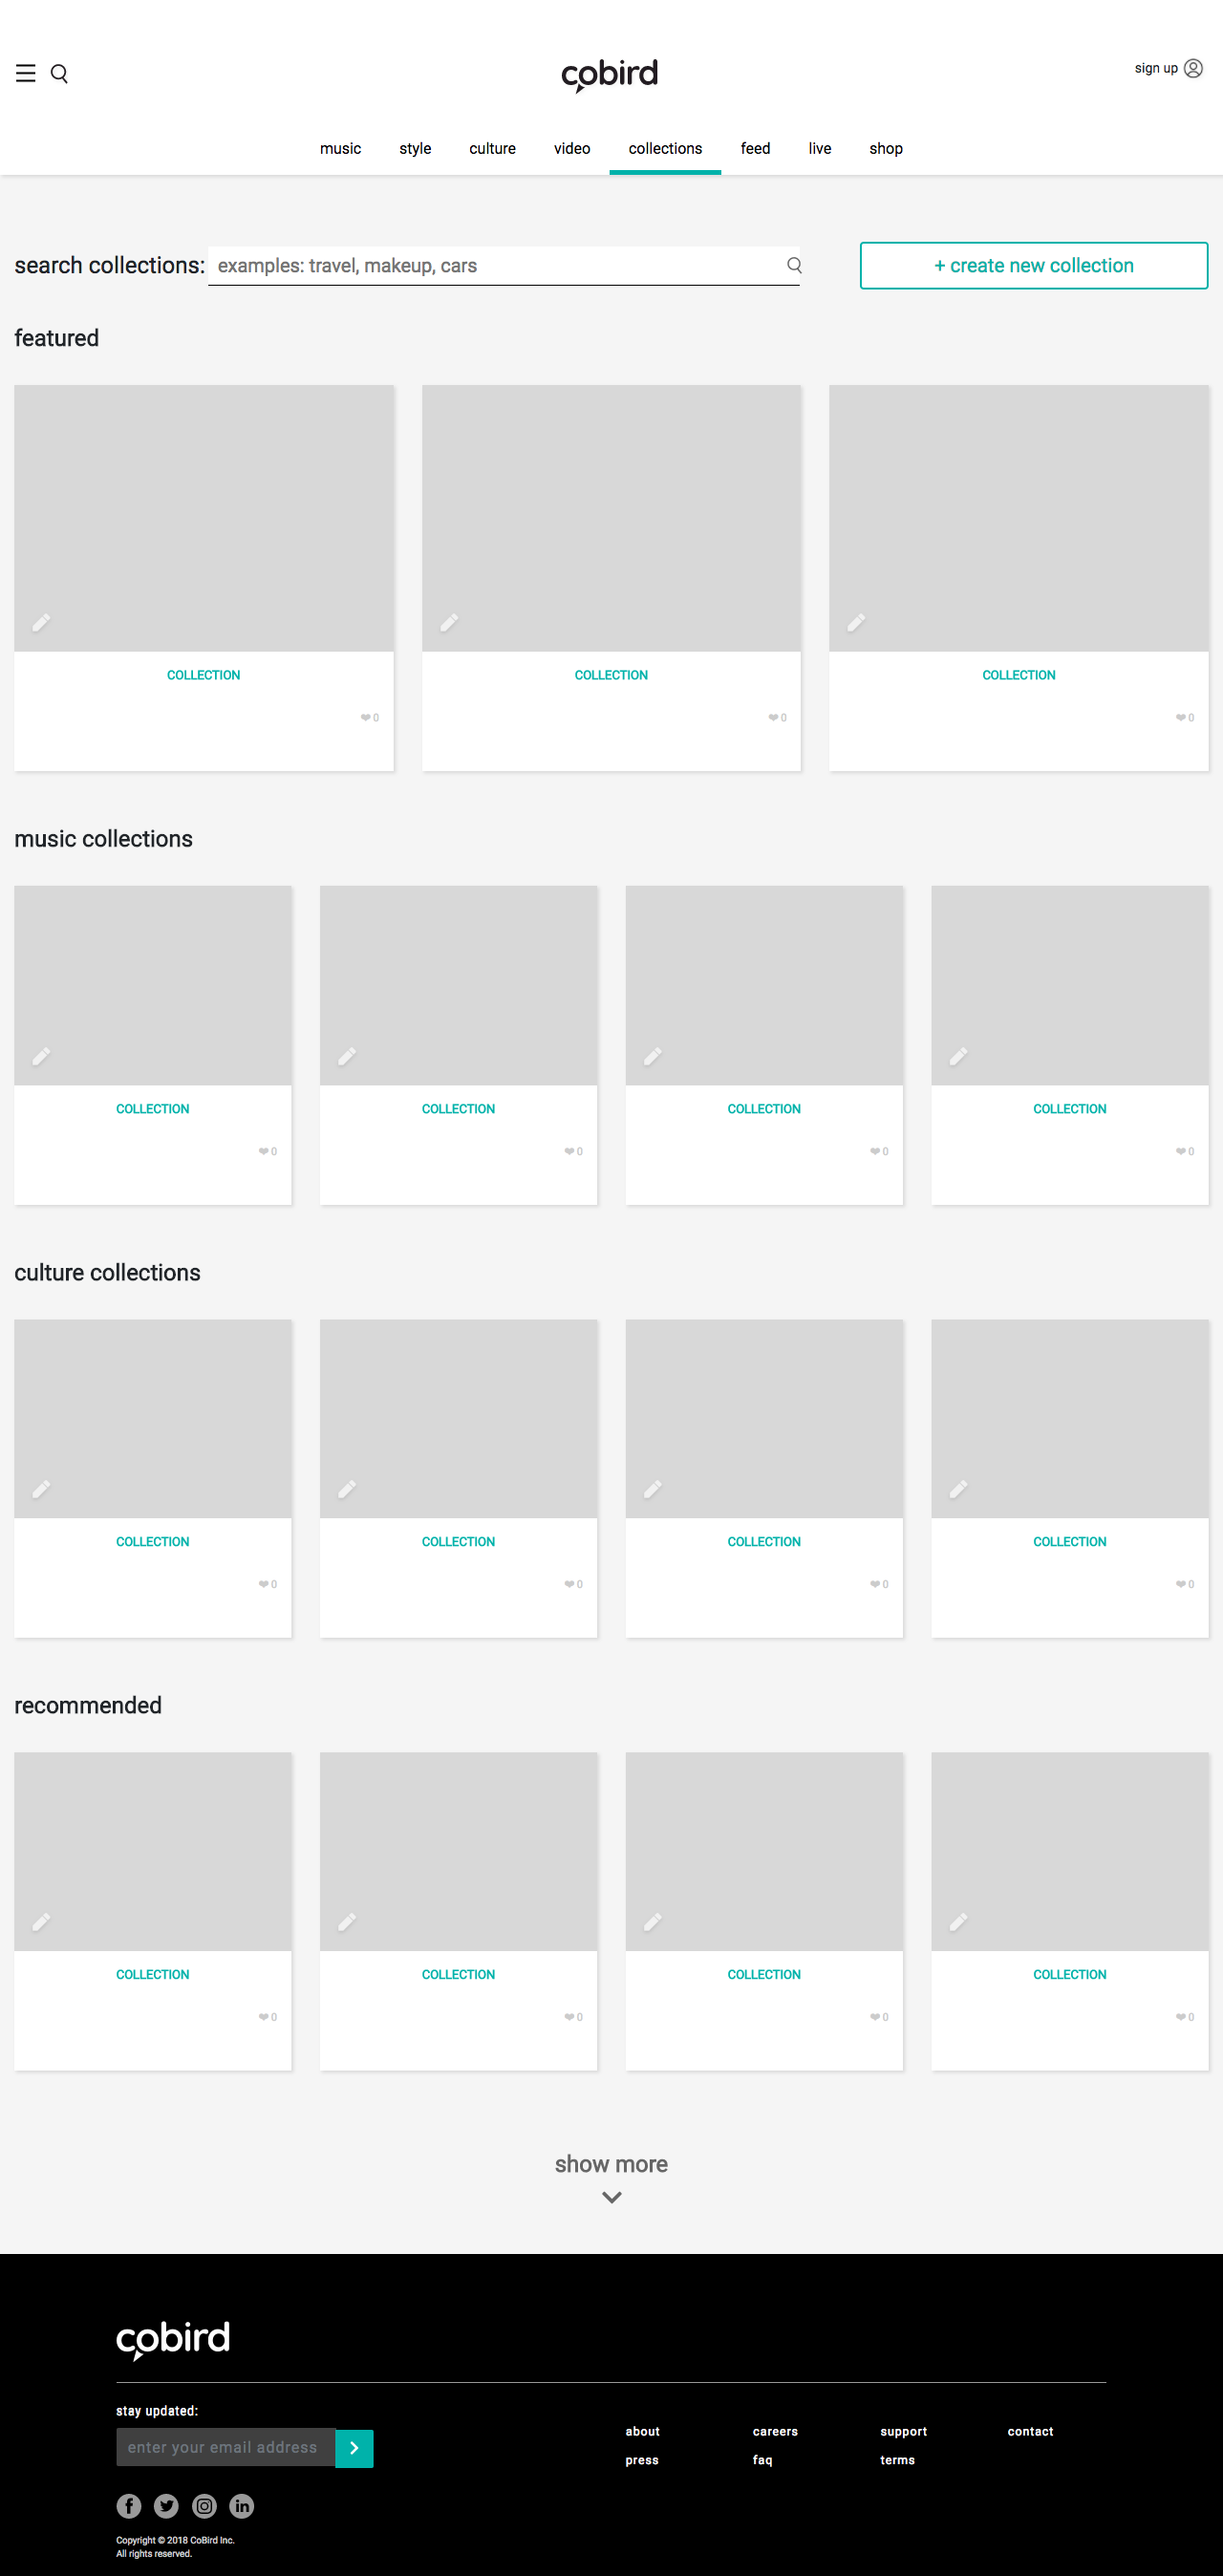 cobird
sign up
music style culture video collections feed live shop
search collections: examples: travel, makeup, cars + create new collection
featured
COLLECTION COLLECTION COLLECTION
0 0 0
music collections
COLLECTION COLLECTION COLLECTION COLLECTION
0 0 0 0
culture collections
COLLECTION COLLECTION COLLECTION COLLECTION
0 0 0 0
recommended
COLLECTION COLLECTION COLLECTION COLLECTION
0 0 0 0
show more
cobird
stay updated:
enter your email address
about careers support contact
press faq terms
Copyright © 2018 CoBird Inc.
All rights reserved.